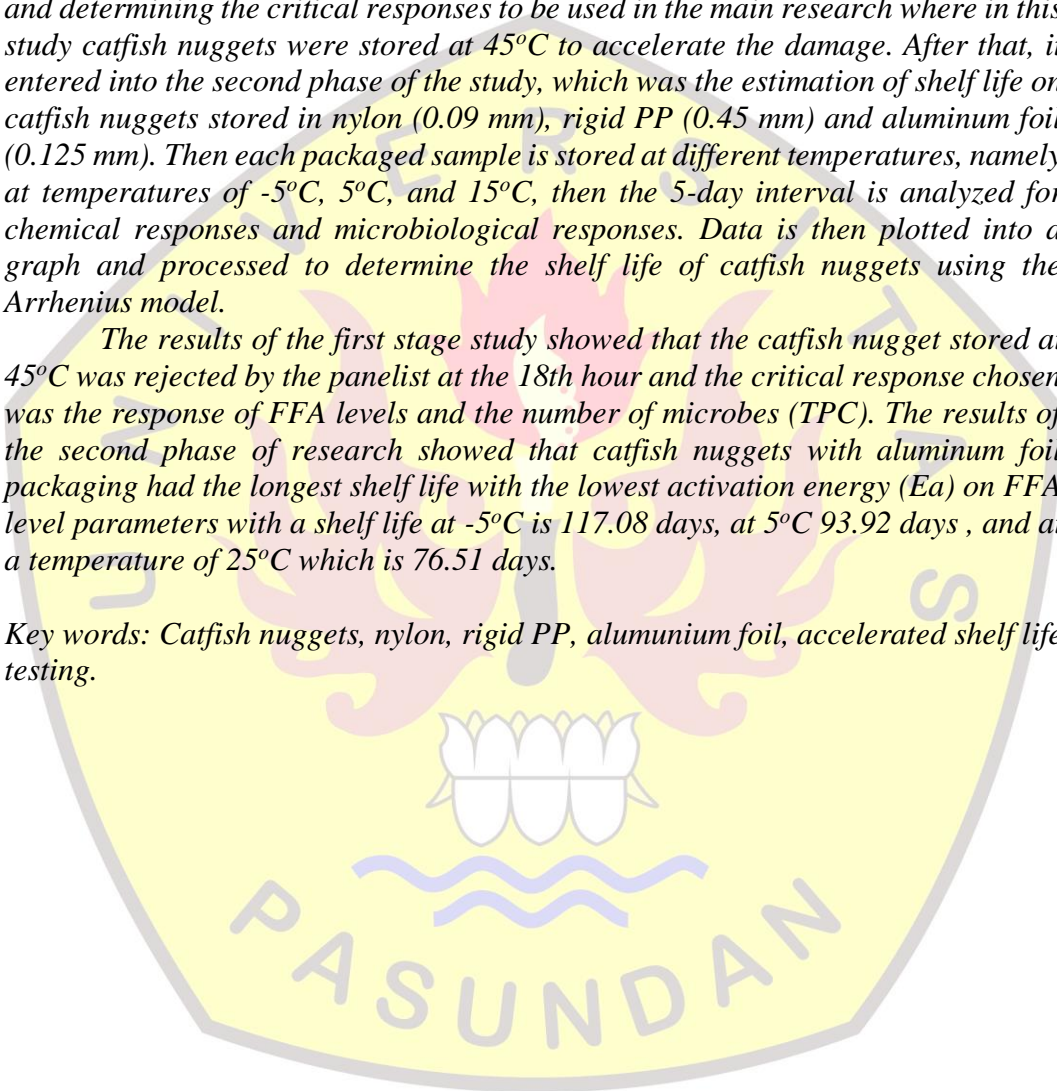 and determining the critical responses to be used in the main research where in this
study catfish nuggets were stored at 45°C to accelerate the damage. After that, it
entered into the second phase of the study, which was the estimation of shelf life on
catfish nuggets stored in nylon (0.09 mm), rigid PP (0.45 mm) and aluminum foil
(0.125 mm). Then each packaged sample is stored at different temperatures, namely
at temperatures of -5°C, 5°C, and 15°C, then the 5-day interval is analyzed for
chemical responses and microbiological responses. Data is then plotted into a
graph and processed to determine the shelf life of catfish nuggets using the
Arrhenius model.
The results of the first stage study showed that the catfish nugget stored at
45°C was rejected by the panelist at the 18th hour and the critical response chosen
was the response of FFA levels and the number of microbes (TPC). The results of
the second phase of research showed that catfish nuggets with aluminum foil
packaging had the longest shelf life with the lowest activation energy (Ea) on FFA
level parameters with a shelf life at -5°C is 117.08 days, at 5°C 93.92 days , and at
a temperature of 25°C which is 76.51 days.
Key words: Catfish nuggets, nylon, rigid PP, alumunium foil, accelerated shelf life
testing.
UNIVERSITAS
PASUNDAN